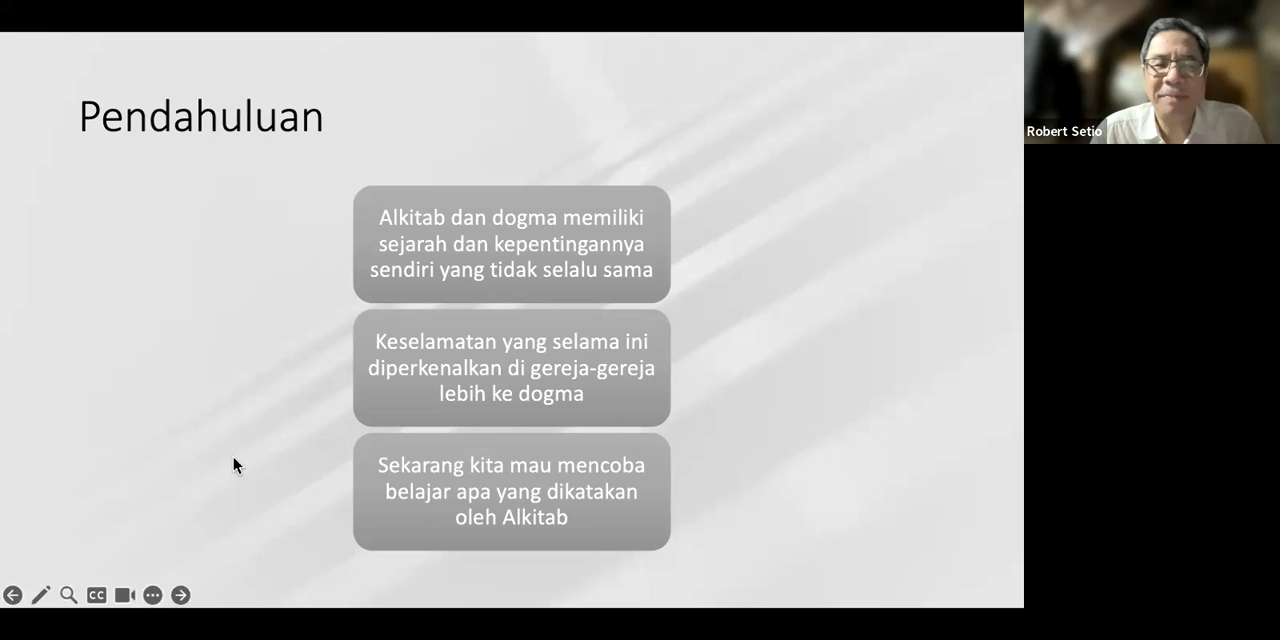 Pendahuluan
Alkitab dan dogma memiliki
sejarah dan kepentingannya
sendiri yang tidak selalu sama
Keselamatan yang selama ini
diperkenalkan di gereja-gereja
lebih ke dogma
Sekarang kita mau mencoba
belajar apa yang dikatakan
oleh Alkitab
CC
Robert Setio